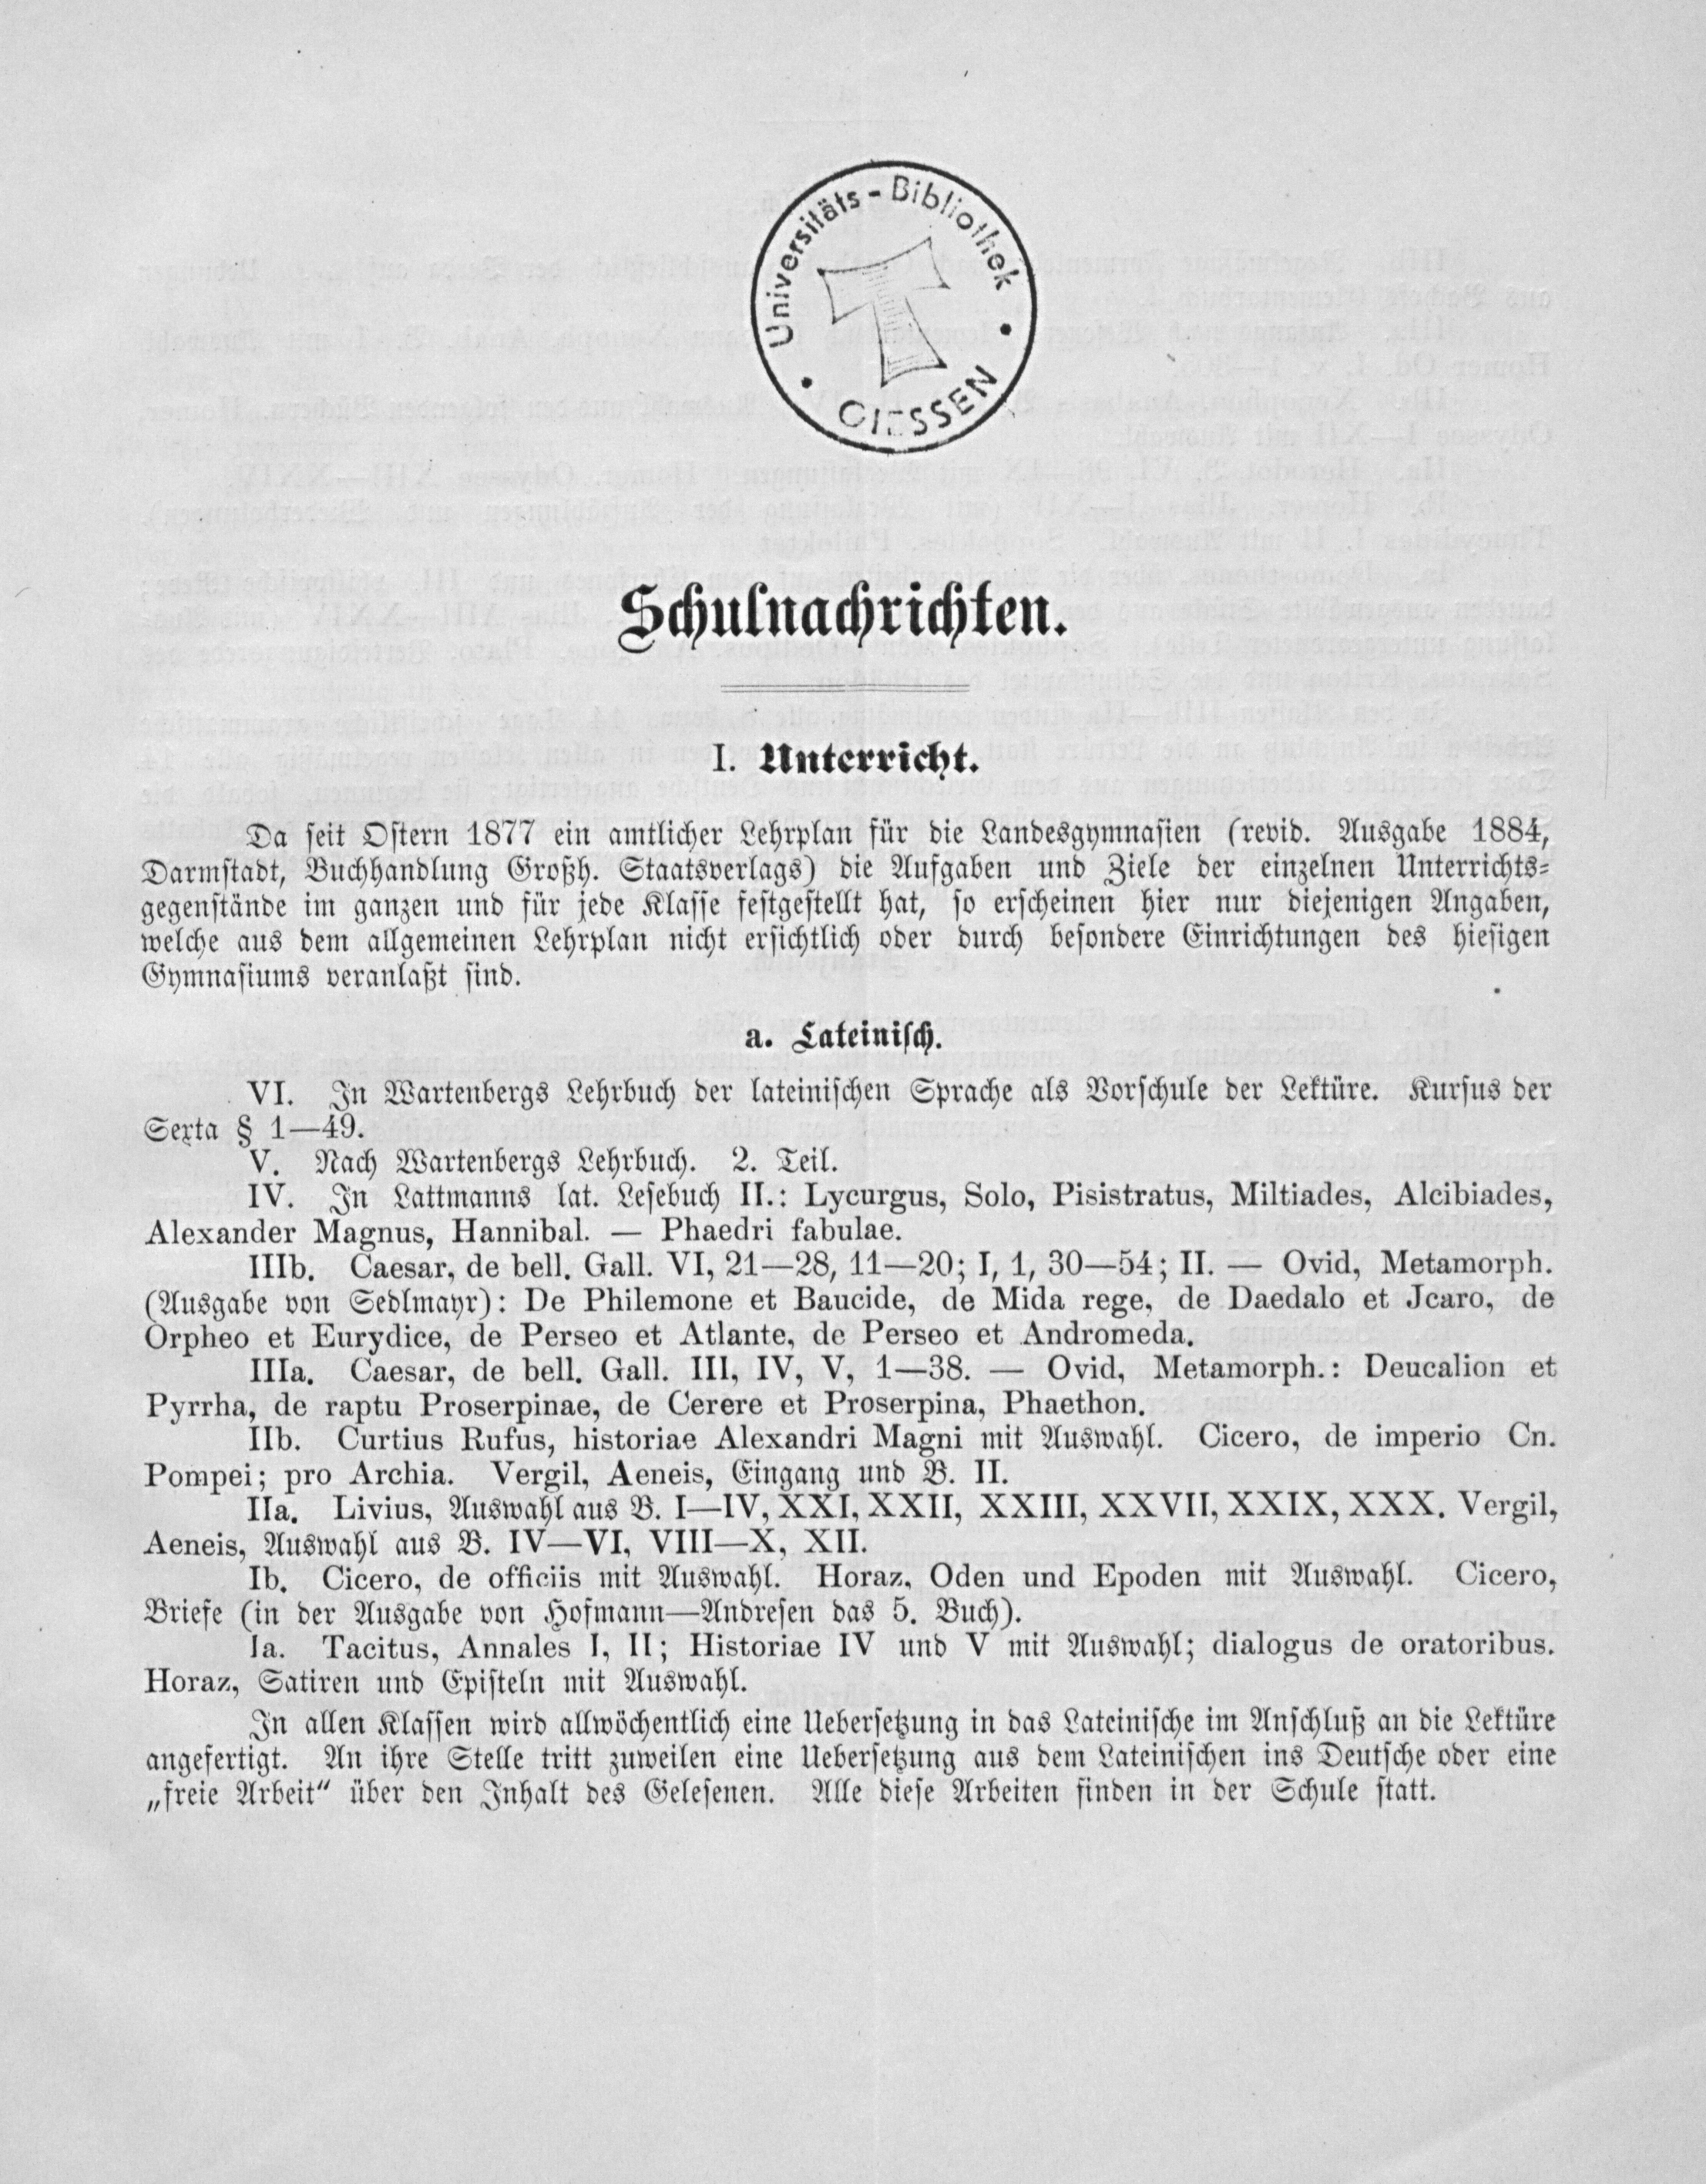 Universitäts-Bibliothek
GIESSEN
Schulnachrichten.
I. Unterricht.
Da seit Ostern 1877 ein amtlicher Lehrplan für die Landesgymnasien (revid. Ausgabe 1884,
Darmstadt, Buchhandlung Großh. Staatsverlags) die Aufgaben und Ziele der einzelnen Unterrichts-
gegenstände im ganzen und für jede Klasse festgestellt hat, so erscheinen hier nur diejenigen Angaben,
welche aus dem allgemeinen Lehrplan nicht ersichtlich oder durch besondere Einrichtungen des hiesigen
Gymnasiums veranlaßt sind.
a. Lateinisch.
VI. In Wartenbergs Lehrbuch der lateinischen Sprache als Vorschule der Lektüre. Kursus der
Sexta § 1—49.
V. Nach Wartenbergs Lehrbuch. 2. Teil.
IV. In Lattmanns lat. Lesebuch II.: Lycurgus, Solo, Pisistratus, Miltiades, Alcibiades,
Alexander Magnus, Hannibal. — Phaedri fabulae.
IIIb. Caesar, de bell. Gall. VI, 21—28, 11—20; I, 1, 30—54; II. — Ovid, Metamorph.
(Ausgabe von Sedlmayr): De Philemone et Baucide, de Mida rege, de Daedalo et Jcaro, de
Orpheo et Eurydice, de Perseo et Atlante, de Perseo et Andromeda.
IIIa. Caesar, de bell. Gall. III, IV, V, 1—38. — Ovid, Metamorph.: Deucalion et
Pyrrha, de raptu Proserpinae, de Cerere et Proserpina, Phaethon.
IIb. Curtius Rufus, historiae Alexandri Magni mit Auswahl. Cicero, de imperio Cn.
Pompei; pro Archia. Vergil, Aeneis, Eingang und B. II.
IIa. Livius, Auswahl aus B. I—IV, XXI, XXII, XXIII, XXVII, XXIX, XXX. Vergil,
Aeneis, Auswahl aus B. IV—VI, VIII—X, XII.
Ib. Cicero, de officiis mit Auswahl. Horaz, Oden und Epoden mit Auswahl. Cicero,
Briefe (in der Ausgabe von Hofmann—Andresen das 5. Buch).
Ia. Tacitus, Annales I, II; Historiae IV und V mit Auswahl; dialogus de oratoribus.
Horaz, Satiren und Episteln mit Auswahl.
In allen Klassen wird allwöchentlich eine Uebersetzung in das Lateinische im Anschluß an die Lektüre
angefertigt. An ihre Stelle tritt zuweilen eine Uebersetzung aus dem Lateinischen ins Deutsche oder eine
„freie Arbeit“ über den Inhalt des Gelesenen. Alle diese Arbeiten finden in der Schule statt.